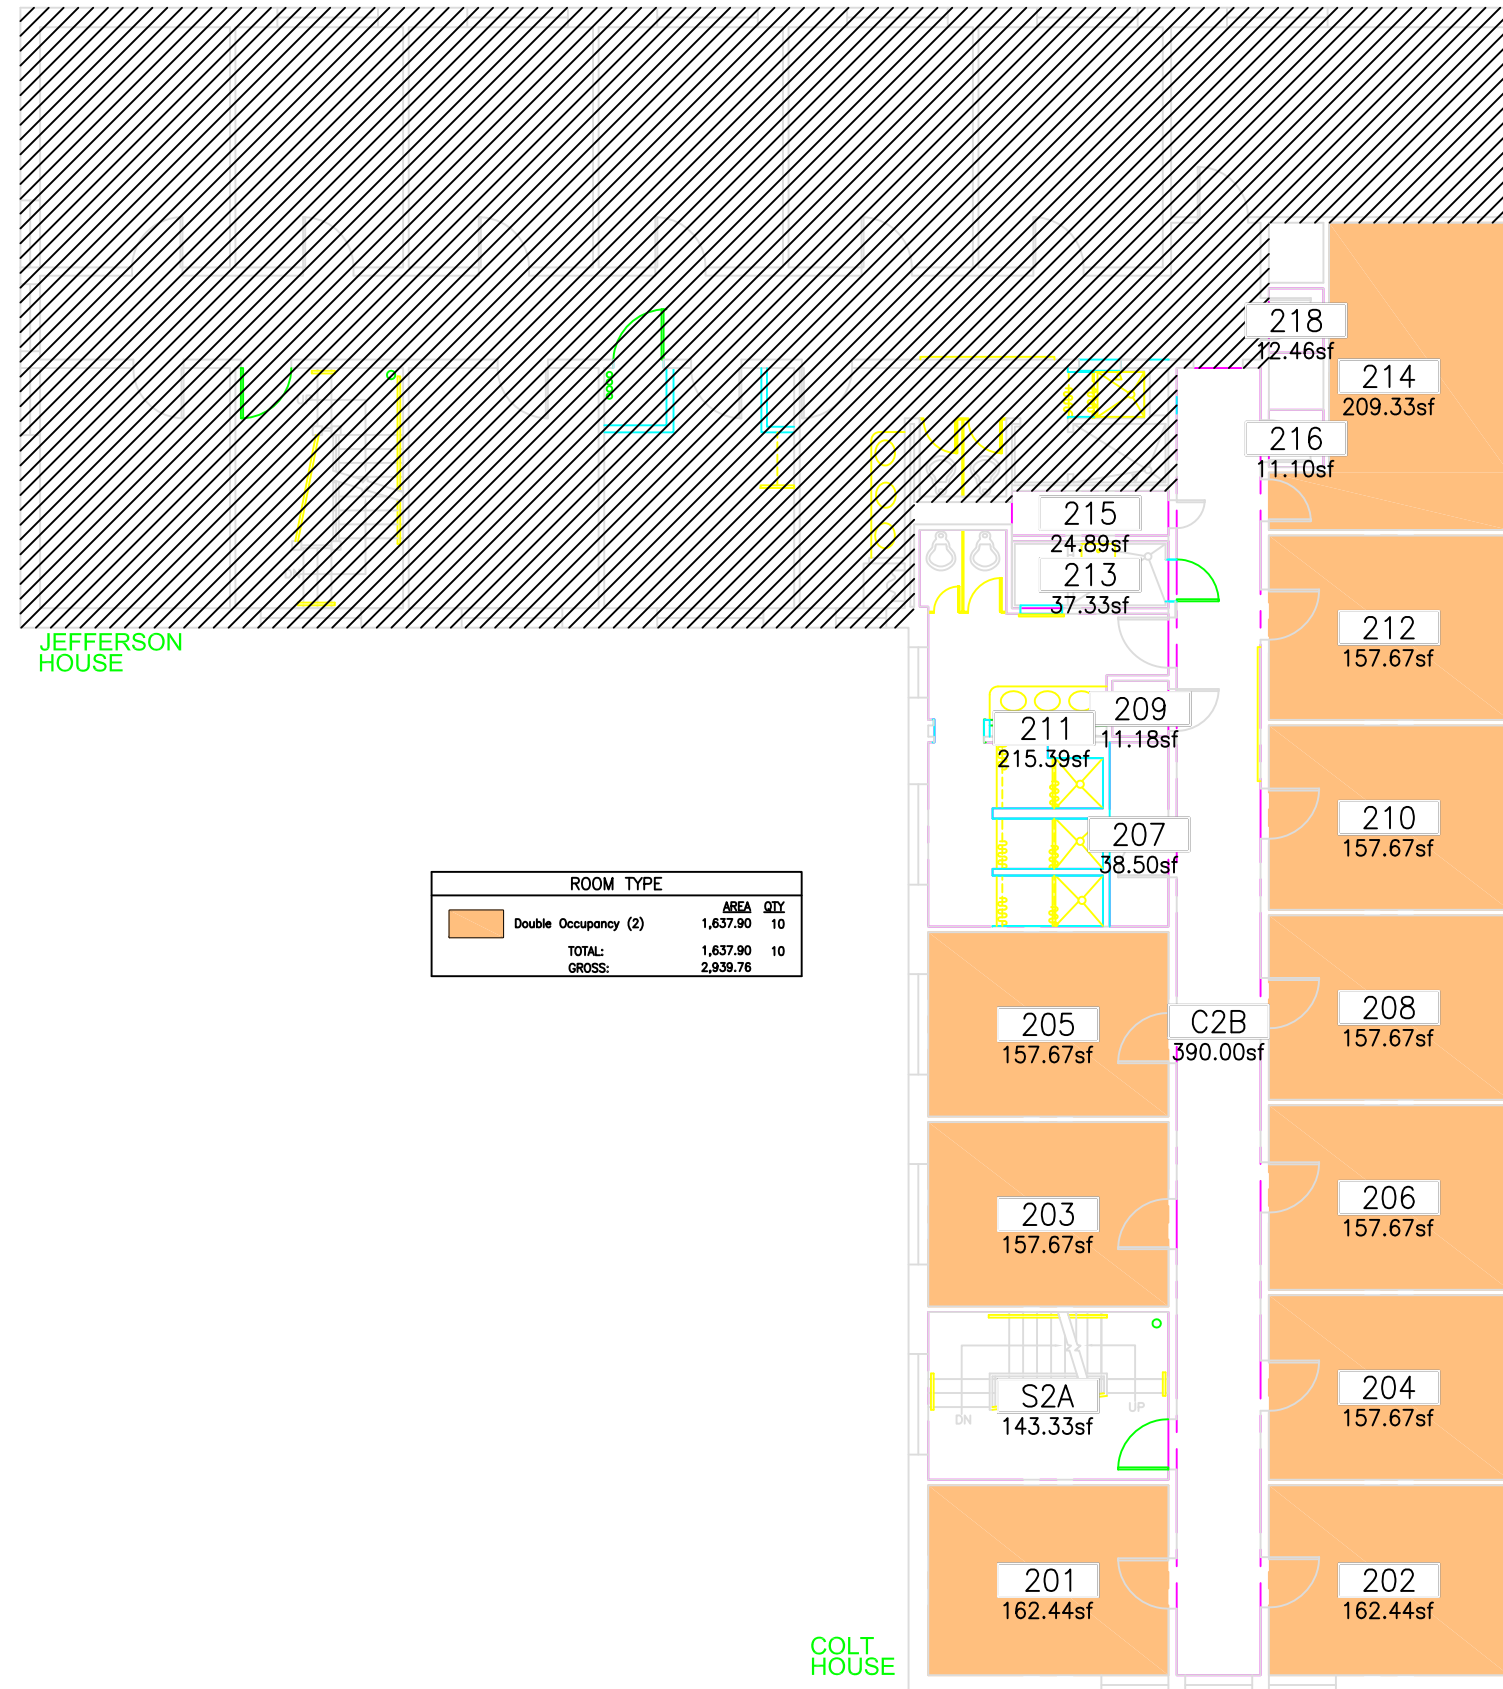 218
12.46sf
214
209.33sf
216
11.10sf
215
24.89sf
213
37.33sf
212
157.67sf
JEFFERSON
HOUSE
209
11.18sf
211
215.39sf
210
157.67sf
207
38.50sf
ROOM TYPE
AREA QTY
Double Occupancy (2) 1,637.90 10
TOTAL: 1,637.90 10
GROSS: 2,939.76
205
157.67sf
C2B
390.00sf
208
157.67sf
203
157.67sf
206
157.67sf
S2A
143.33sf
DN
UP
204
157.67sf
201
162.44sf
202
162.44sf
COLT
HOUSE